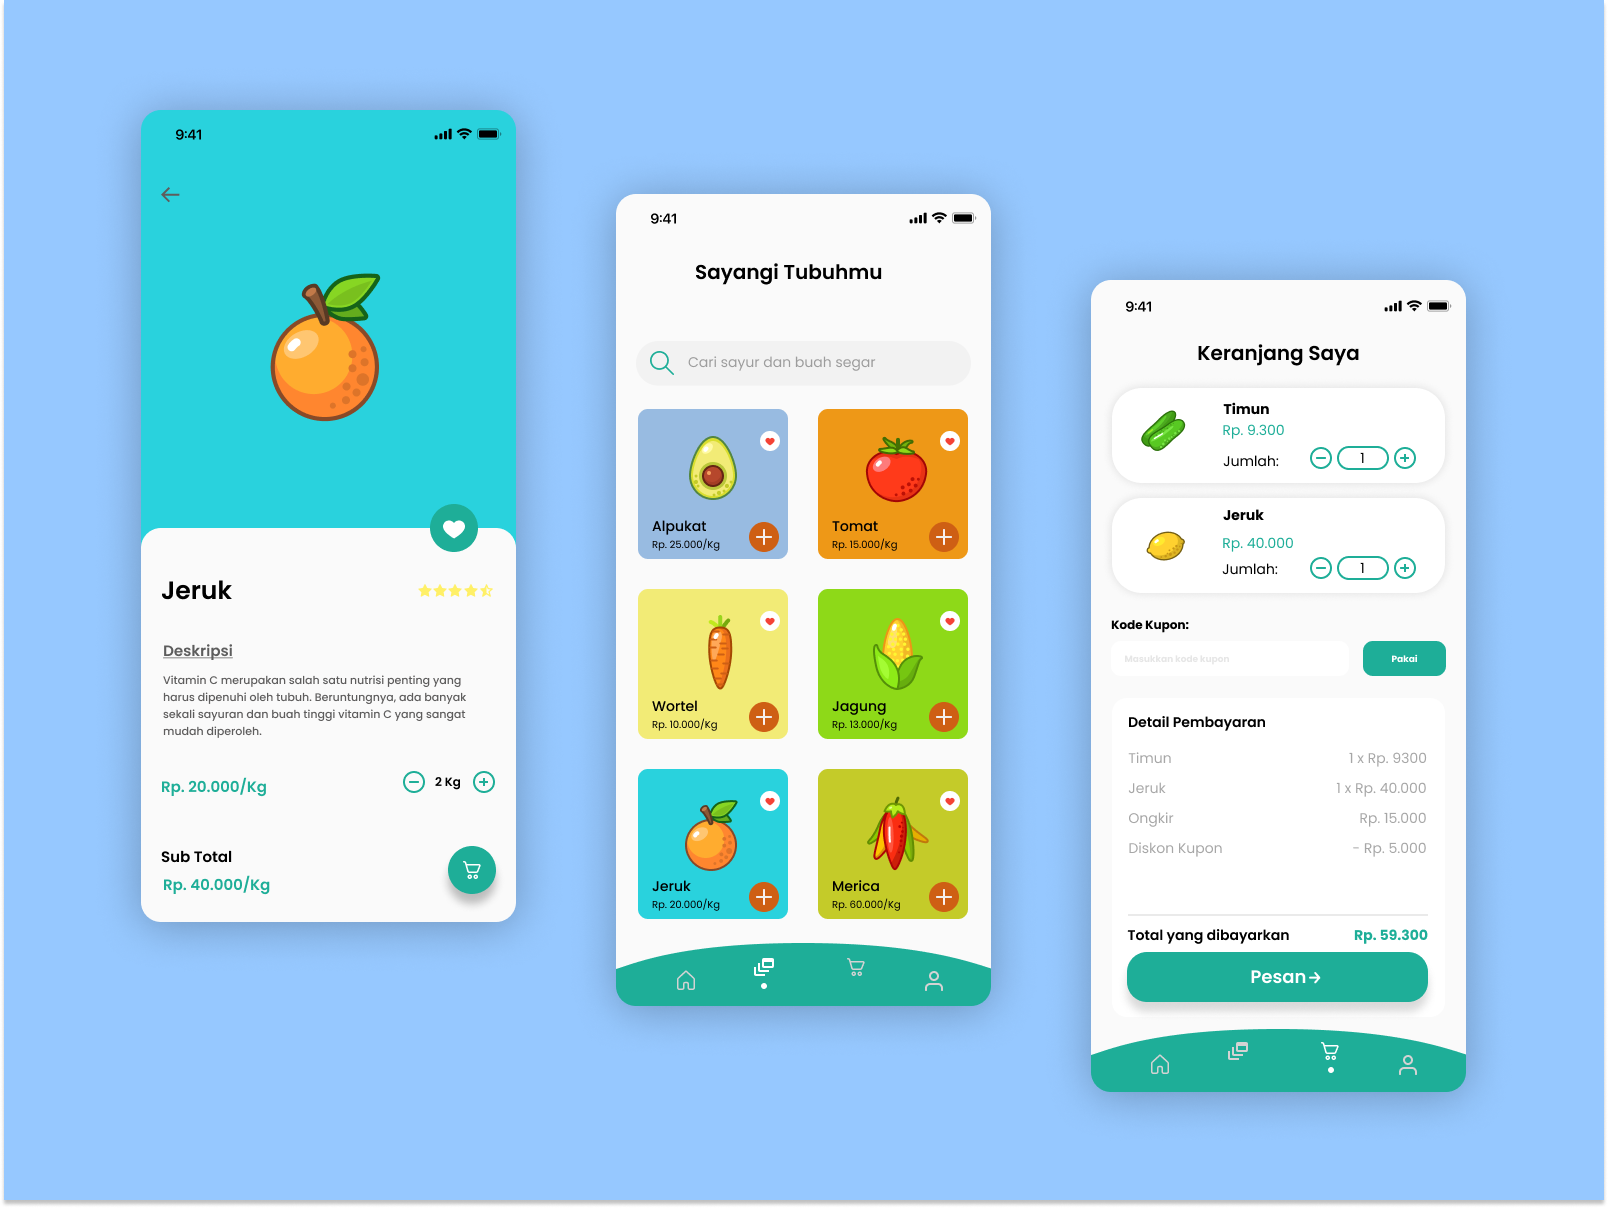 9:41
Jeruk
Deskripsi
Vitamin C merupakan salah satu nutrisi penting yang
harus dipenuhi oleh tubuh. Beruntungnya, ada banyak
sekali sayuran dan buah tinggi vitamin C yang sangat
mudah diperoleh.
Rp. 20.000/Kg
2 Kg
Sub Total
Rp. 40.000/Kg
9:41
Sayangi Tubuhmu
Cari sayur dan buah segar
Alpukat
Rp. 25.000/Kg
Tomat
Rp. 15.000/Kg
Wortel
Rp. 10.000/Kg
Jagung
Rp. 13.000/Kg
Jeruk
Rp. 20.000/Kg
Merica
Rp. 60.000/Kg
9:41
Keranjang Saya
Timun
Rp. 9.300
Jumlah: 1
Jeruk
Rp. 40.000
Jumlah: 1
Kode Kupon:
Masukkan kode kupon
Pakai
Detail Pembayaran
Timun 1 x Rp. 9300
Jeruk 1 x Rp. 40.000
Ongkir Rp. 15.000
Diskon Kupon - Rp. 5.000
Total yang dibayarkan Rp. 59.300
Pesan